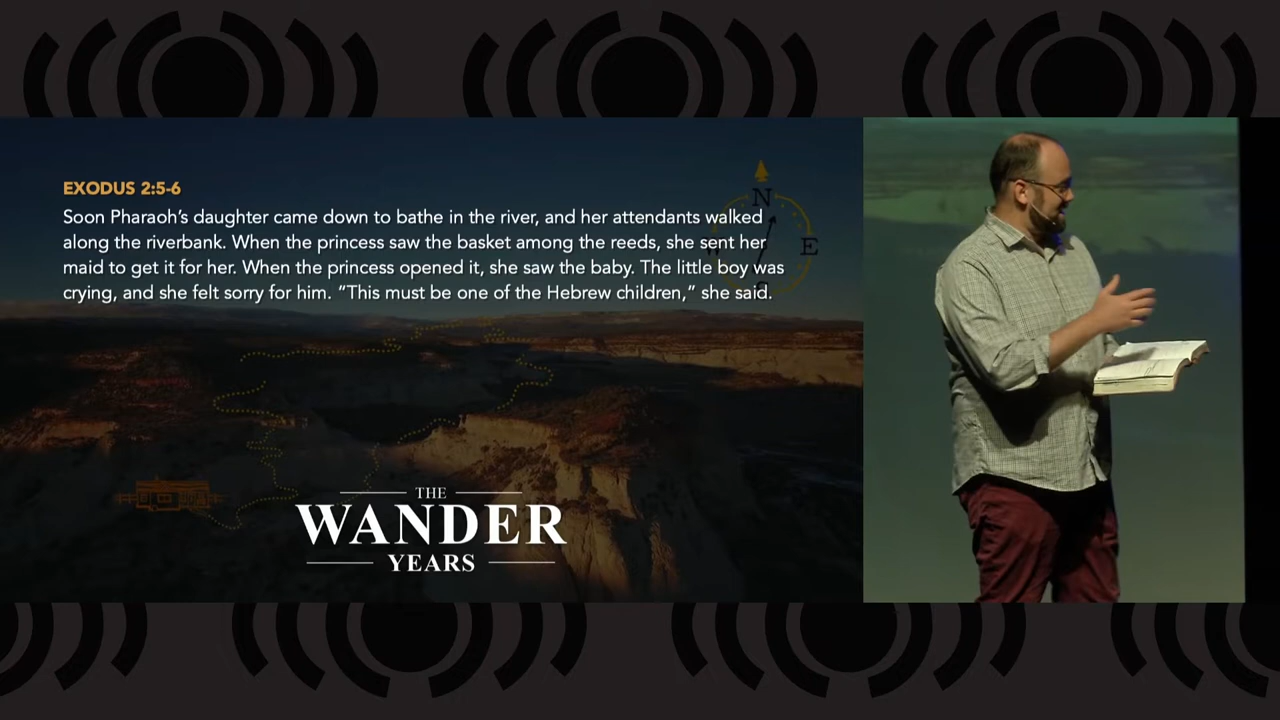 EXODUS 2:5-6
Soon Pharaoh’s daughter came down to bathe in the river, and her attendants walked
along the riverbank. When the princess saw the basket among the reeds, she sent her
maid to get it for her. When the princess opened it, she saw the baby. The little boy was
crying, and she felt sorry for him. “This must be one of the Hebrew children,” she said.
N
W
E
S
THE
WANDER
YEARS